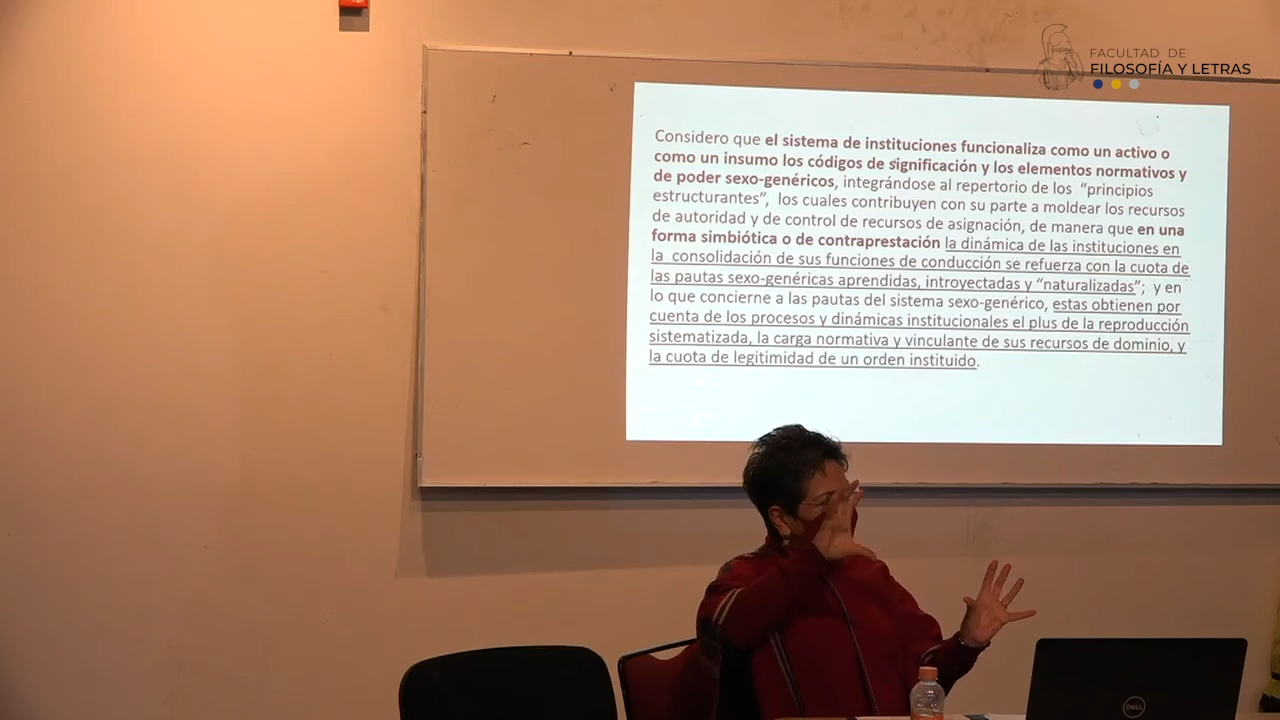 FACULTAD DE
FILOSOFÍA Y LETRAS
Considero que el sistema de instituciones funcionaliza como un activo o
como un insumo los códigos de significación y los elementos normativos y
de poder sexo-genéricos, integrándose al repertorio de los “principios
estructurantes”, los cuales contribuyen con su parte a moldear los recursos
de autoridad y de control de recursos de asignación, de manera que en una
forma simbiótica o de contraprestación la dinámica de las instituciones en
la consolidación de sus funciones de conducción se refuerza con la cuota de
las pautas sexo-genéricas aprendidas, introyectadas y “naturalizadas”; y en
lo que concierne a las pautas del sistema sexo-genérico, estas obtienen por
cuenta de los procesos y dinámicas institucionales el plus de la reproducción
sistematizada, la carga normativa y vinculante de sus recursos de dominio, y
la cuota de legitimidad de un orden instituido.
DELL